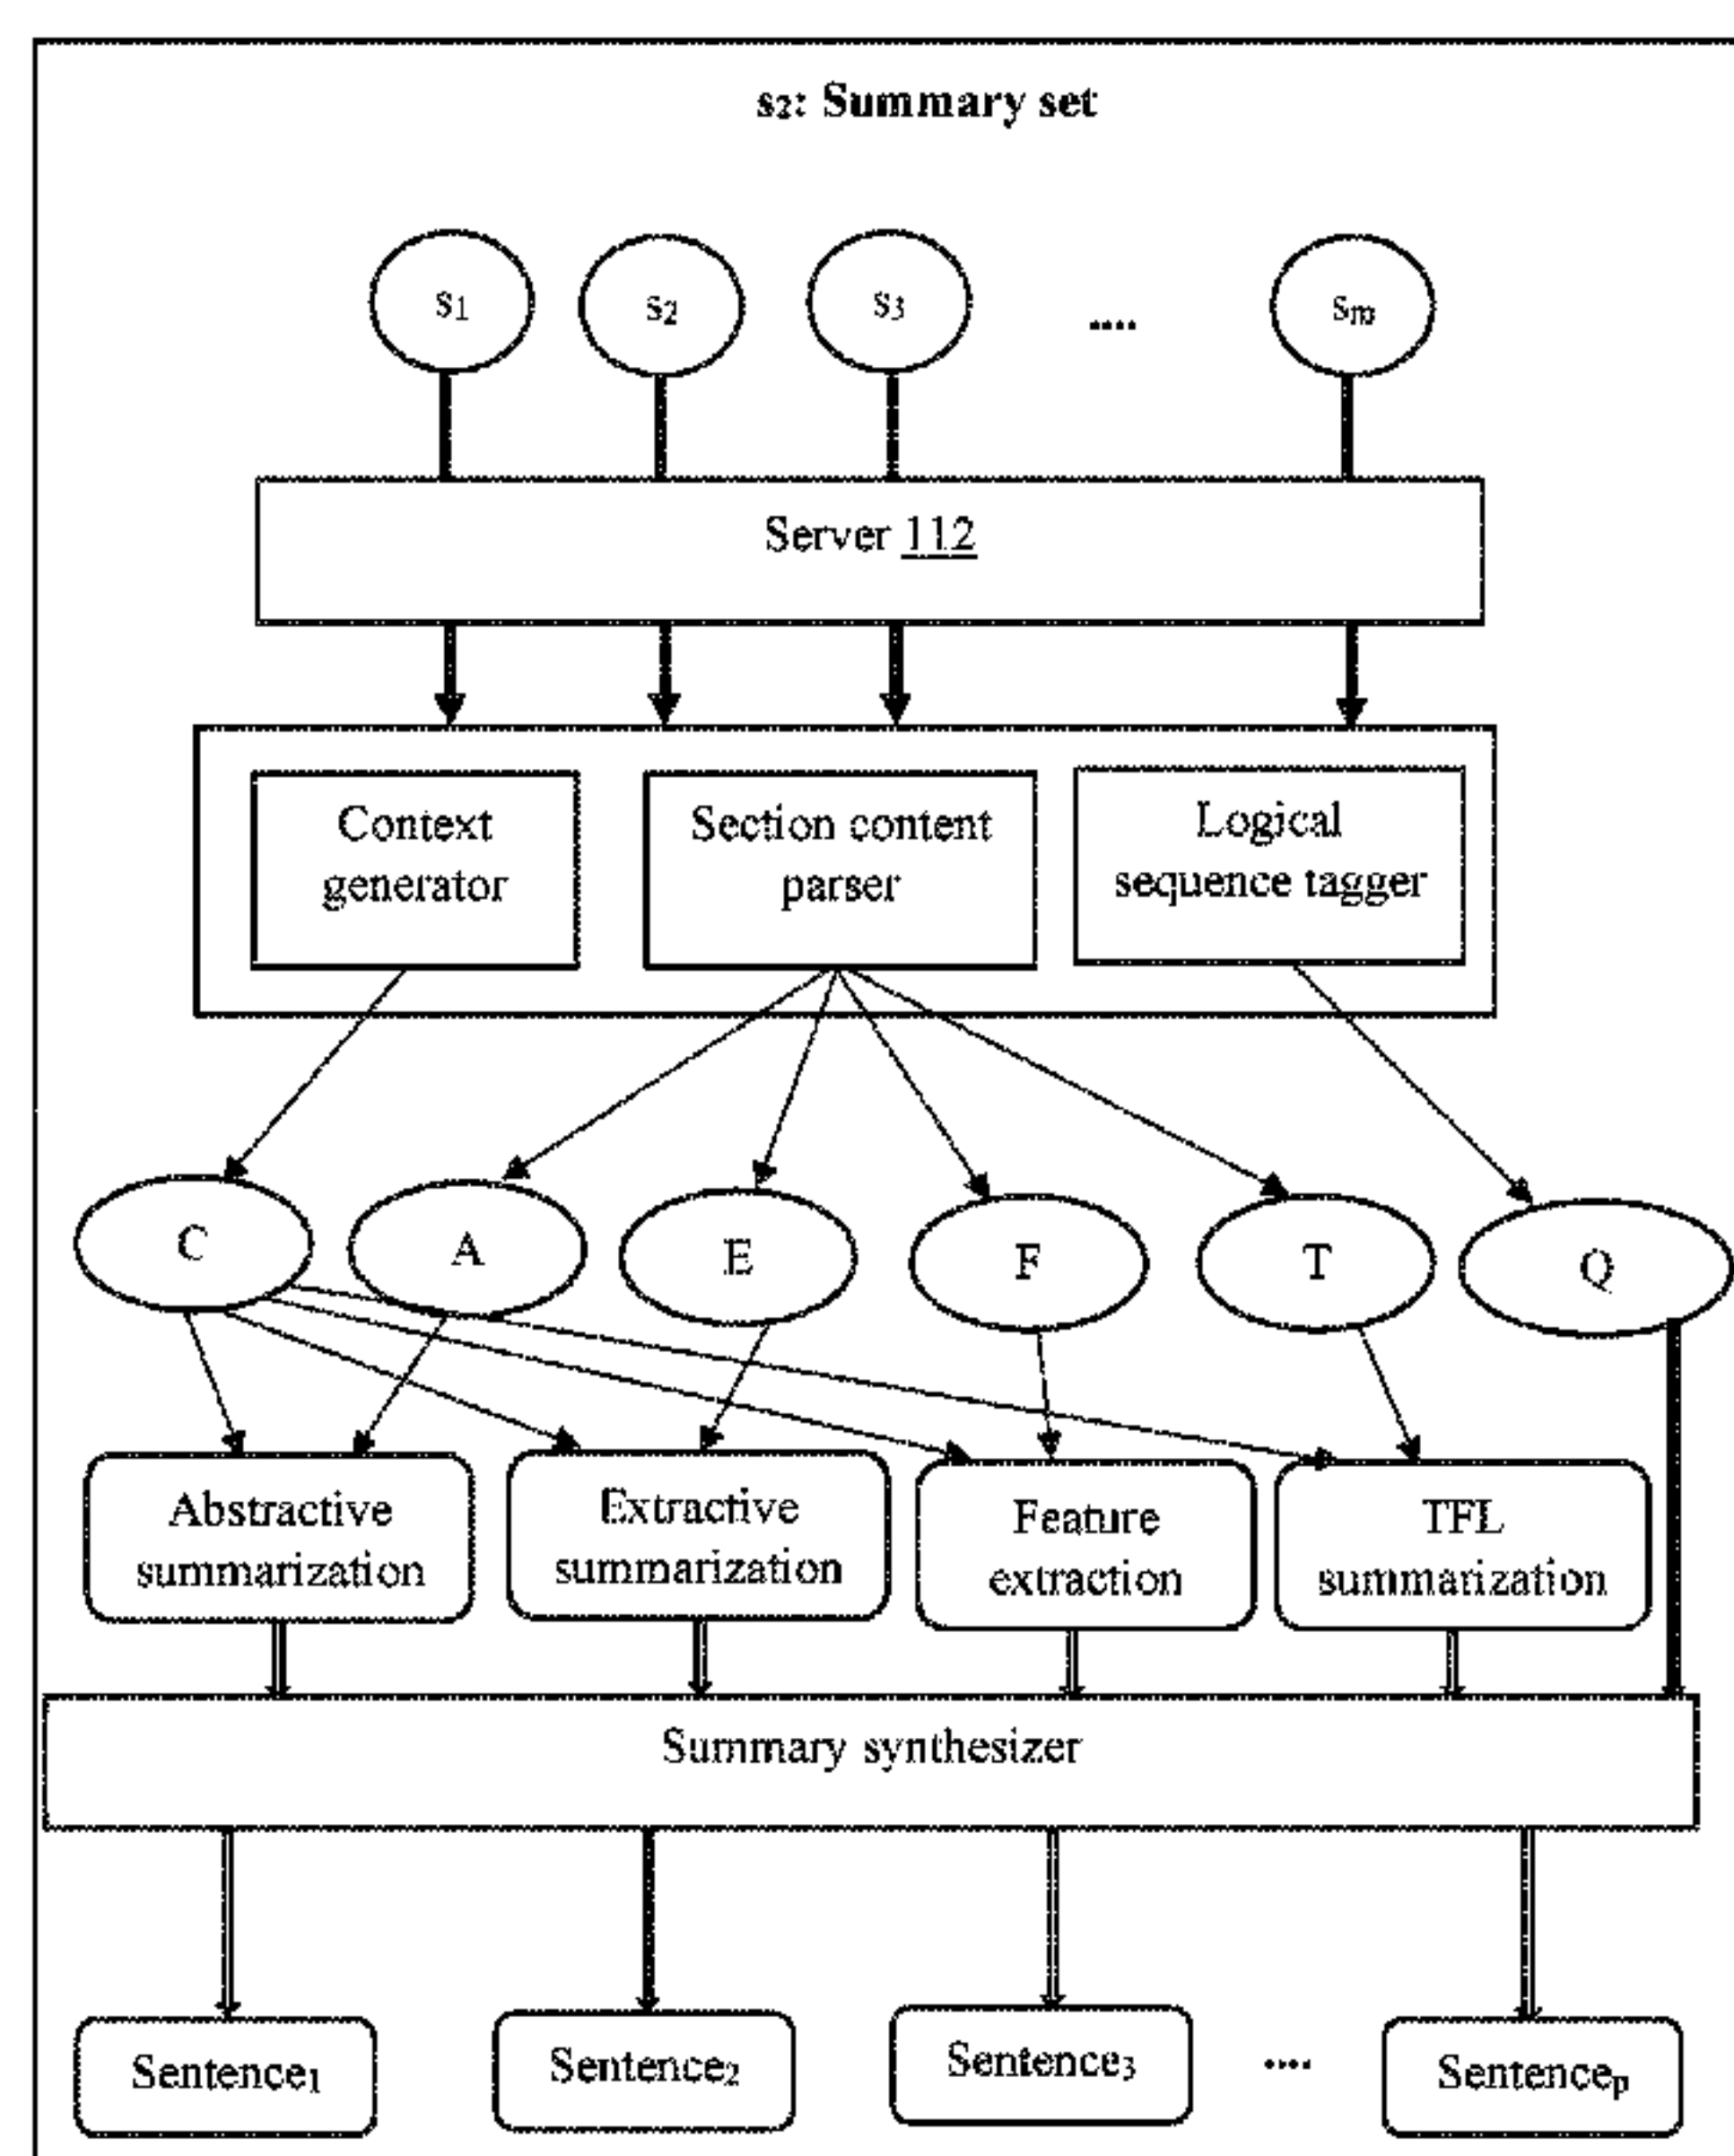 s₂: Summary set
s₁ s₂ s₃ .... sₘ
Server 112
Context
generator
Section content
parser
Logical
sequence tagger
C A E F T Q
Abstractive
summarization
Extractive
summarization
Feature
extraction
TFL
summarization
Summary synthesizer
Sentence₁ Sentence₂ Sentence₃ .... Sentenceₚ